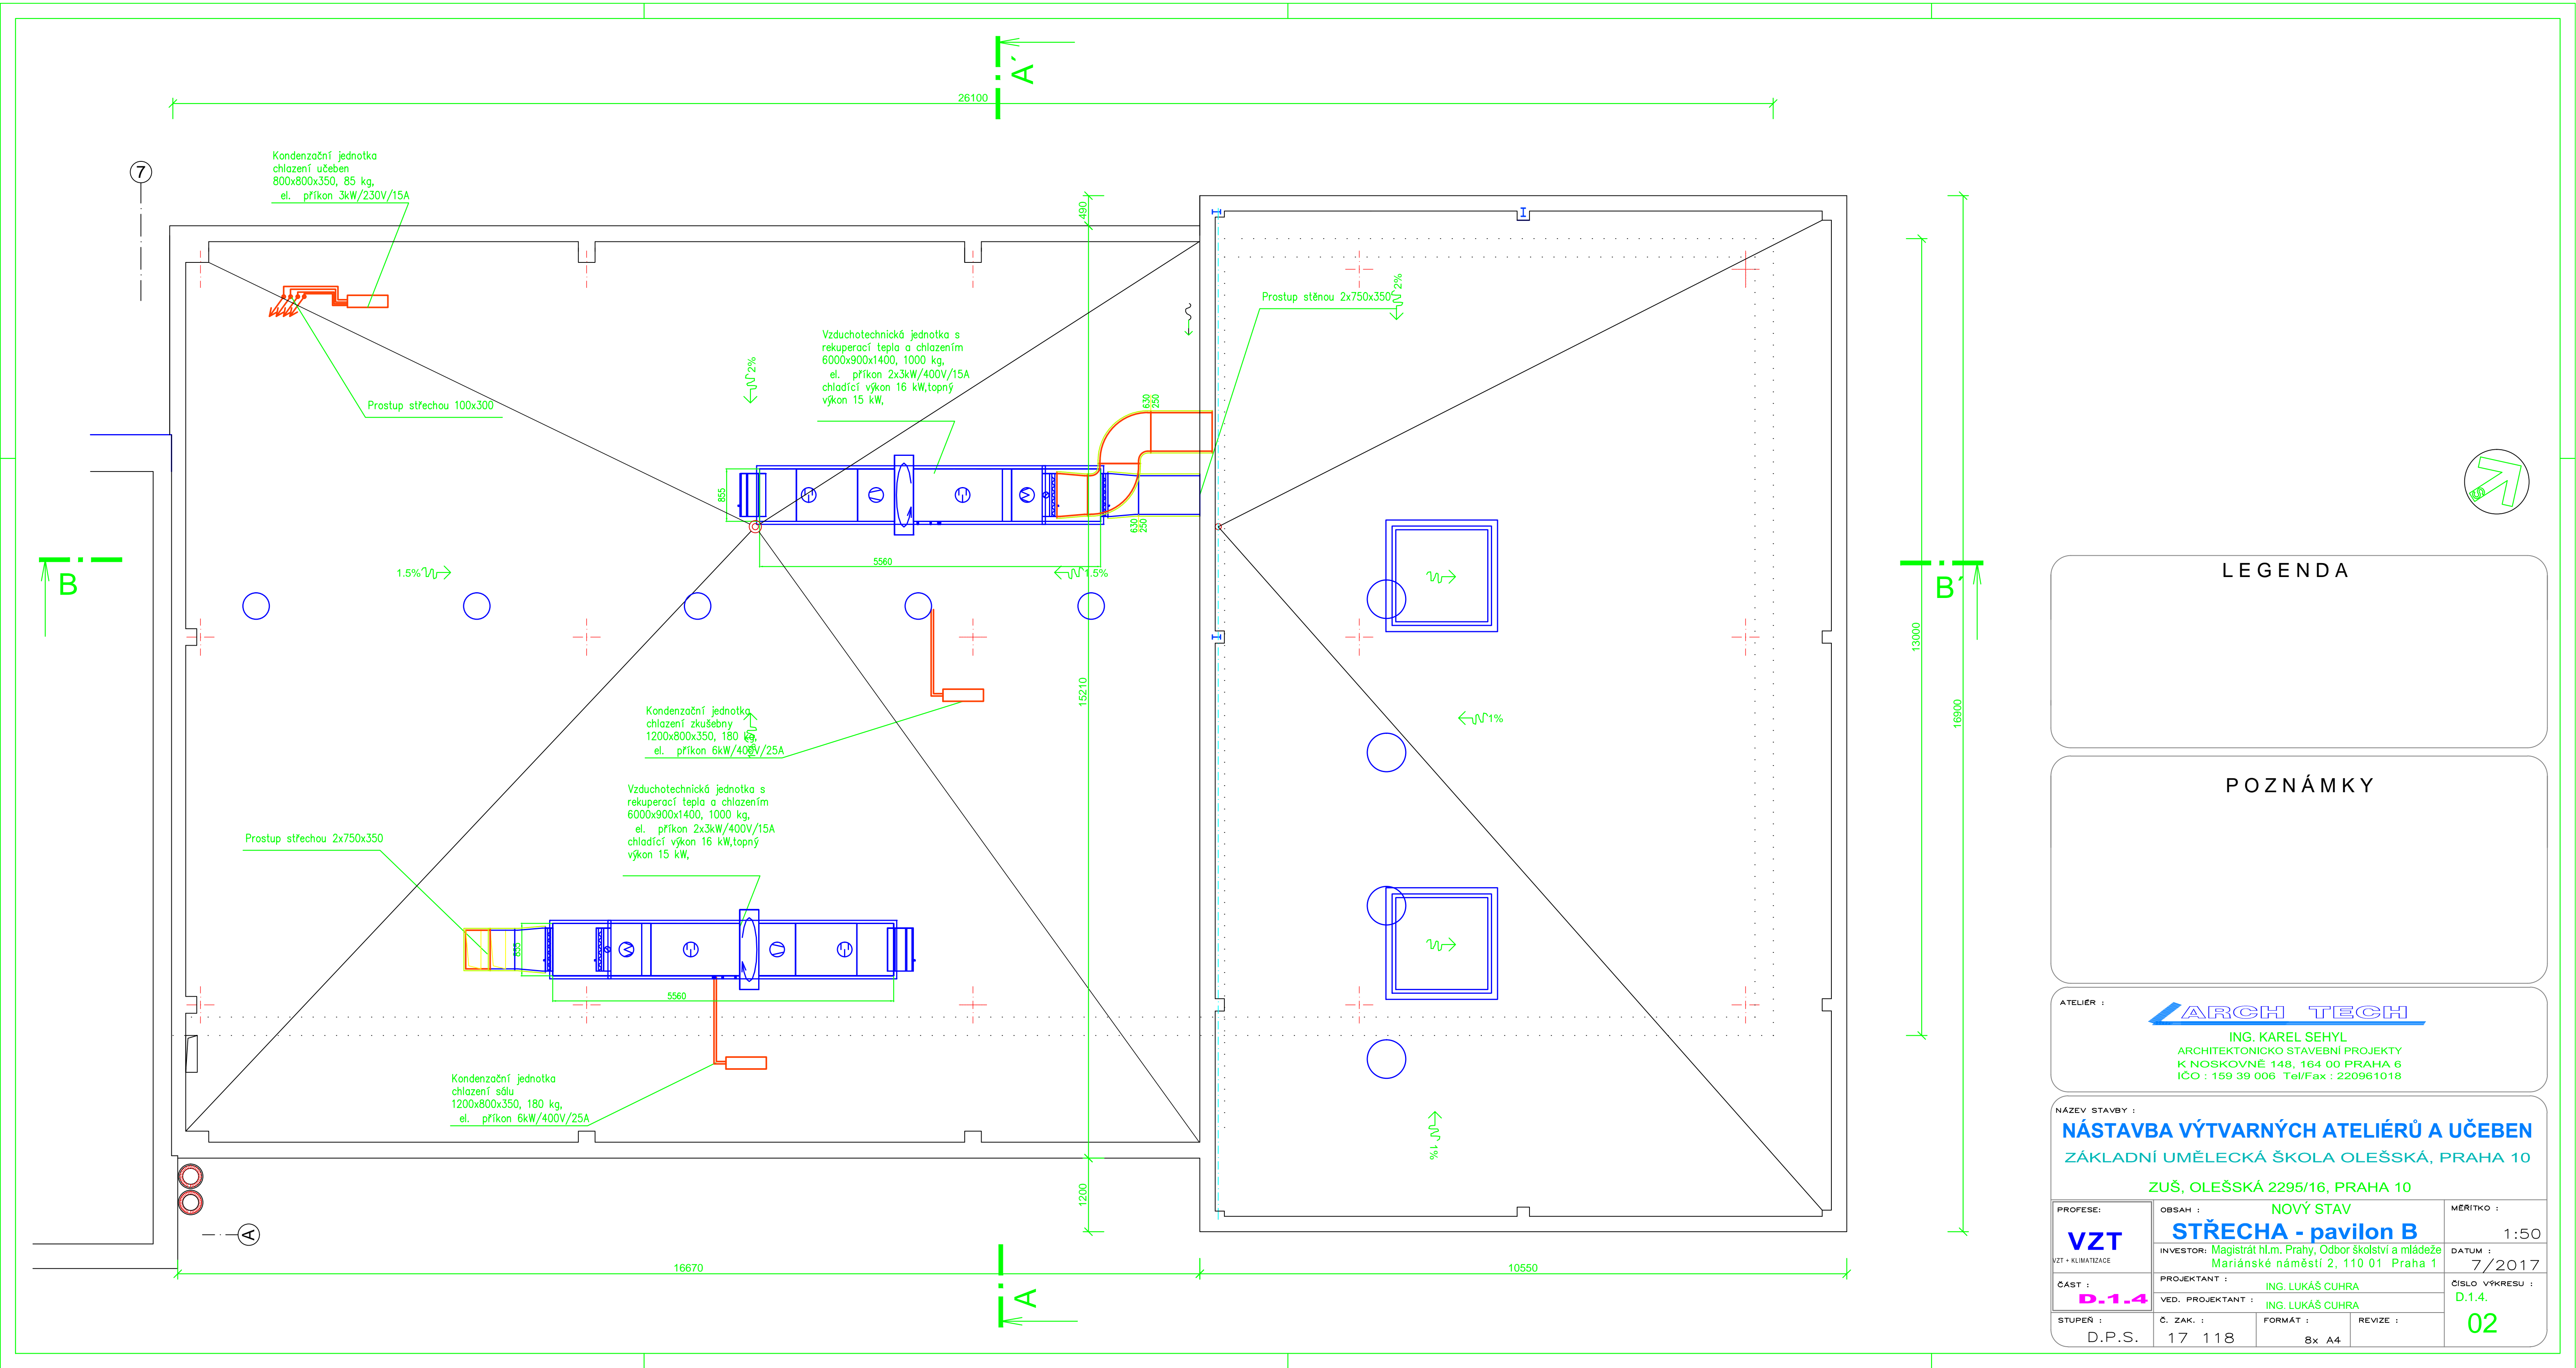 A´
26100
7
Kondenzační jednotka
chlazení učeben
800x800x350, 85 kg,
el. příkon 3kW/230V/15A
490
Prostup stěnou 2x750x350
2%
Vzduchotechnická jednotka s
rekuperací tepla a chlazením
6000x900x1400, 1000 kg,
el. příkon 2x3kW/400V/15A
chladící výkon 16 kW,topný
výkon 15 kW,
2%
Prostup střechou 100x300
630
250
855
630
250
5560
1.5%
1.5%
B
B´
S
13000
16900
15210
Kondenzační jednotka
chlazení zkušebny
1200x800x350, 180 kg,
el. příkon 6kW/400V/25A
1%
Vzduchotechnická jednotka s
rekuperací tepla a chlazením
6000x900x1400, 1000 kg,
el. příkon 2x3kW/400V/15A
chladící výkon 16 kW,topný
výkon 15 kW,
Prostup střechou 2x750x350
855
5560
Kondenzační jednotka
chlazení sálu
1200x800x350, 180 kg,
el. příkon 6kW/400V/25A
1%
1200
A
16670
10550
A
LEGENDA
POZNÁMKY
ATELIÉR :
ARCH TECH
ING. KAREL SEHYL
ARCHITEKTONICKO STAVEBNÍ PROJEKTY
K NOSKOVNĚ 148, 164 00 PRAHA 6
IČO : 159 39 006 Tel/Fax : 220961018
NÁZEV STAVBY :
NÁSTAVBA VÝTVARNÝCH ATELIÉRŮ A UČEBEN
ZÁKLADNÍ UMĚLECKÁ ŠKOLA OLEŠSKÁ, PRAHA 10
ZUŠ, OLEŠSKÁ 2295/16, PRAHA 10
PROFESE:
VZT
VZT + KLIMATIZACE
OBSAH :
NOVÝ STAV
STŘECHA - pavilon B
MĚŘÍTKO :
1:50
INVESTOR: Magistrát hl.m. Prahy, Odbor školství a mládeže
Mariánské náměstí 2, 110 01 Praha 1
DATUM :
7/2017
ČÁST :
D.1.4
PROJEKTANT :
ING. LUKÁŠ CUHRA
VED. PROJEKTANT :
ING. LUKÁŠ CUHRA
ČÍSLO VÝKRESU :
D.1.4.
02
STUPEŇ :
D.P.S.
Č. ZAK. :
17 118
FORMÁT :
8x A4
REVIZE :